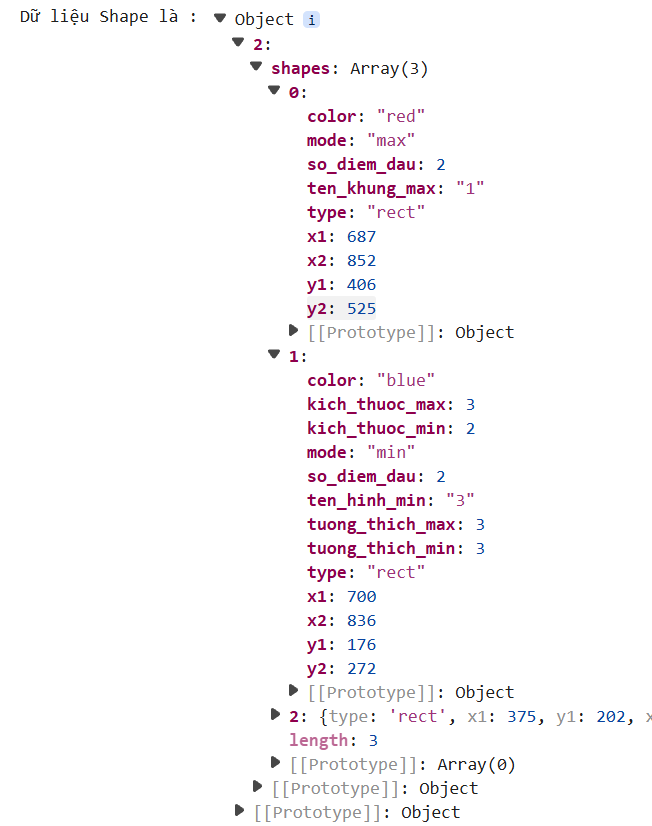 Dữ liệu Shape là : ▼ Object i
▼ 2:
▼ shapes: Array(3)
▼ 0:
color: "red"
mode: "max"
so_diem_dau: 2
ten_khung_max: "1"
type: "rect"
x1: 687
x2: 852
y1: 406
y2: 525
▶ [[Prototype]]: Object
▼ 1:
color: "blue"
kich_thuoc_max: 3
kich_thuoc_min: 2
mode: "min"
so_diem_dau: 2
ten_hinh_min: "3"
tuong_thich_max: 3
tuong_thich_min: 3
type: "rect"
x1: 700
x2: 836
y1: 176
y2: 272
▶ [[Prototype]]: Object
▶ 2: {type: 'rect', x1: 375, y1: 202, x
length: 3
▶ [[Prototype]]: Array(0)
▶ [[Prototype]]: Object
▶ [[Prototype]]: Object